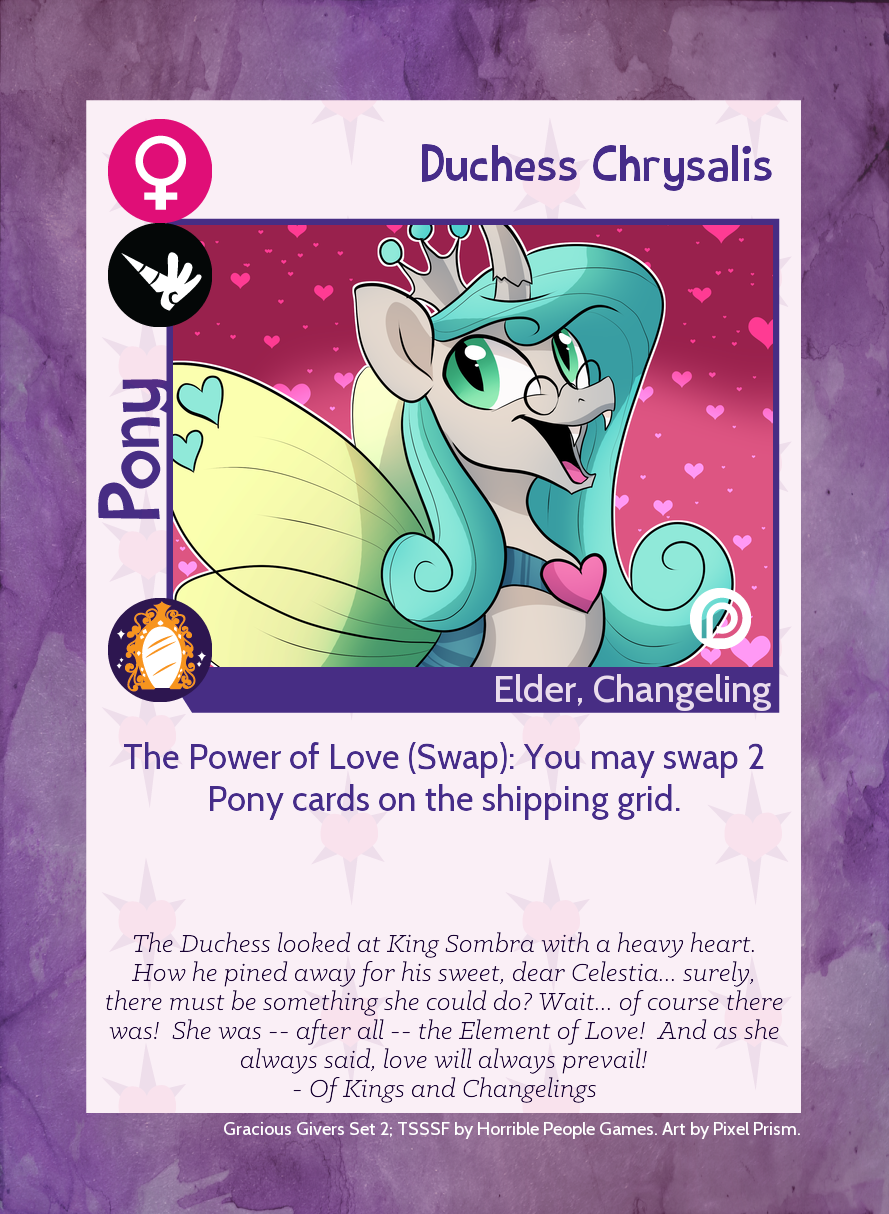 Duchess Chrysalis
Pony
Elder, Changeling
The Power of Love (Swap): You may swap 2
Pony cards on the shipping grid.
The Duchess looked at King Sombra with a heavy heart.
How he pined away for his sweet, dear Celestia... surely,
there must be something she could do? Wait... of course there
was!  She was -- after all -- the Element of Love!  And as she
always said, love will always prevail!
- Of Kings and Changelings
Gracious Givers Set 2; TSSSF by Horrible People Games. Art by Pixel Prism.